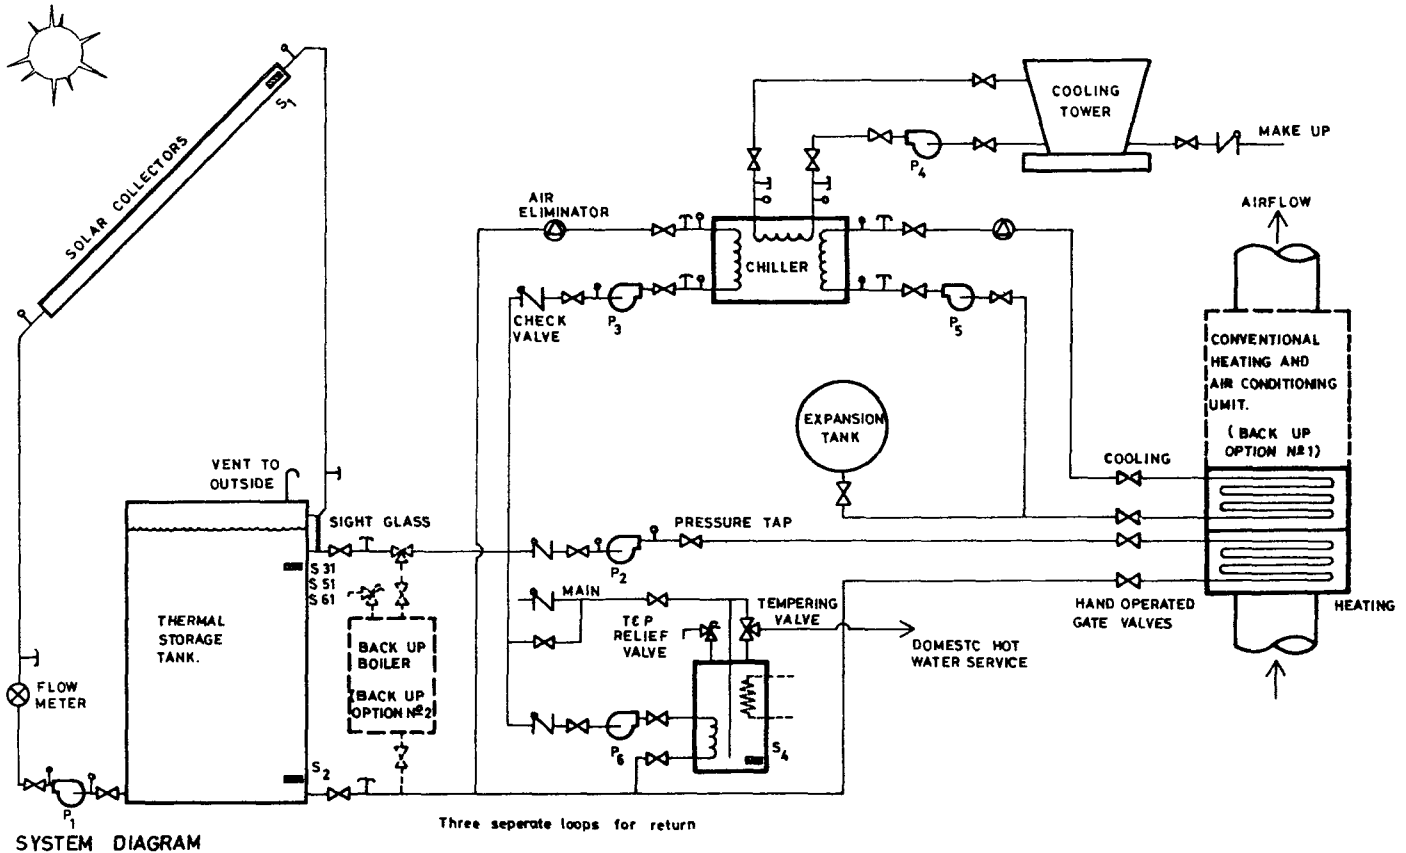 COOLING
TOWER
MAKE UP
S1
SOLAR COLLECTORS
P4
AIR
ELIMINATOR
AIRFLOW
CHILLER
CHECK
VALVE
P3
P5
CONVENTIONAL
HEATING AND
AIR CONDITIONING
UMIT.
(BACK UP
OPTION Nº1)
EXPANSION
TANK
COOLING
VENT TO
OUTSIDE
SIGHT GLASS
PRESSURE TAP
S31
S51
S61
P2
MAIN
T&P
RELIEF
VALVE
TEMPERING
VALVE
HAND OPERATED
GATE VALVES
HEATING
THERMAL
STORAGE
TANK.
BACK UP
BOILER
(BACK UP
OPTION Nº2)
DOMESTC HOT
WATER SERVICE
FLOW
METER
P6
S4
S2
P1
Three seperate loops for return
SYSTEM DIAGRAM